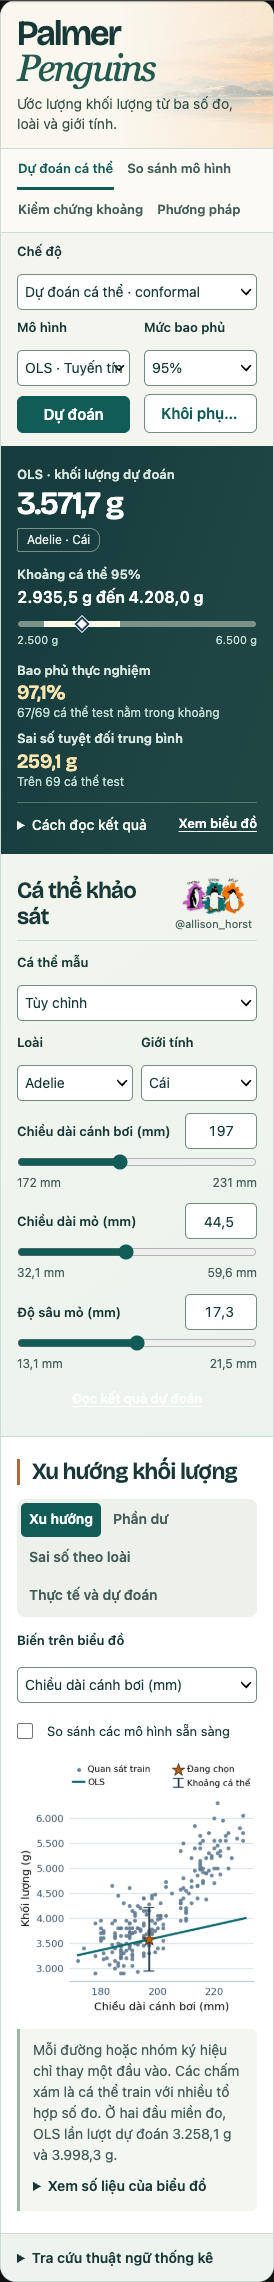 Palmer
Penguins
Ước lượng khối lượng từ ba số đo,
loài và giới tính.
Dự đoán cá thể So sánh mô hình
Kiểm chứng khoảng Phương pháp
Chế độ
Dự đoán cá thể · conformal
Mô hình Mức bao phủ
OLS · Tuyến tín 95%
Dự đoán Khôi phụ...
OLS · khối lượng dự đoán
3.571,7 g
Adelie · Cái
Khoảng cá thể 95%
2.935,5 g đến 4.208,0 g
2.500 g 6.500 g
Bao phủ thực nghiệm
97,1%
67/69 cá thể test nằm trong khoảng
Sai số tuyệt đối trung bình
259,1 g
Trên 69 cá thể test
Cách đọc kết quả Xem biểu đồ
Cá thể khảo
sát
@allison_horst
Cá thể mẫu
Tùy chỉnh
Loài Giới tính
Adelie Cái
Chiều dài cánh bơi (mm) 197
172 mm 231 mm
Chiều dài mỏ (mm) 44,5
32,1 mm 59,6 mm
Độ sâu mỏ (mm) 17,3
13,1 mm 21,5 mm
Đọc kết quả dự đoán
Xu hướng khối lượng
Xu hướng Phần dư
Sai số theo loài
Thực tế và dự đoán
Biến trên biểu đồ
Chiều dài cánh bơi (mm)
So sánh các mô hình sẵn sàng
Quan sát train Đang chọn
OLS Khoảng cá thể
6.000
5.500
5.000
4.500
4.000
3.500
3.000
Khối lượng (g)
180 200 220
Chiều dài cánh bơi (mm)
Mỗi đường hoặc nhóm ký hiệu
chỉ thay một đầu vào. Các chấm
xám là cá thể train với nhiều tổ
hợp số đo. Ở hai đầu miền đo,
OLS lần lượt dự đoán 3.258,1 g
và 3.998,3 g.
Xem số liệu của biểu đồ
Tra cứu thuật ngữ thống kê